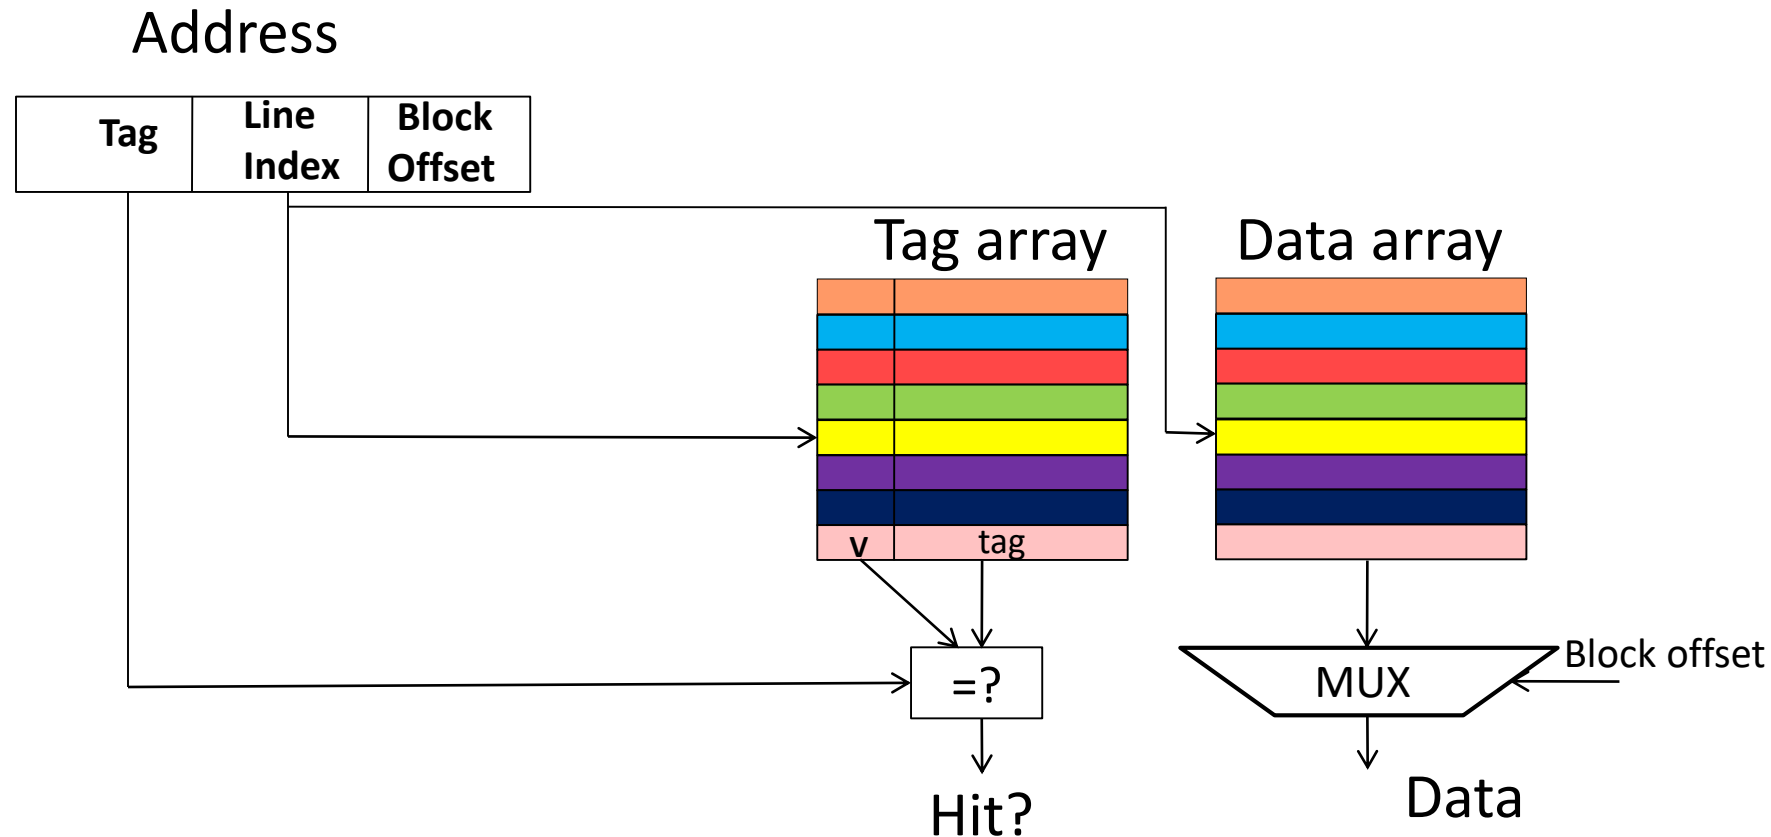 Address
Tag
Line
Index
Block
Offset
Tag array
Data array
v
tag
=?
MUX
Block offset
Hit?
Data